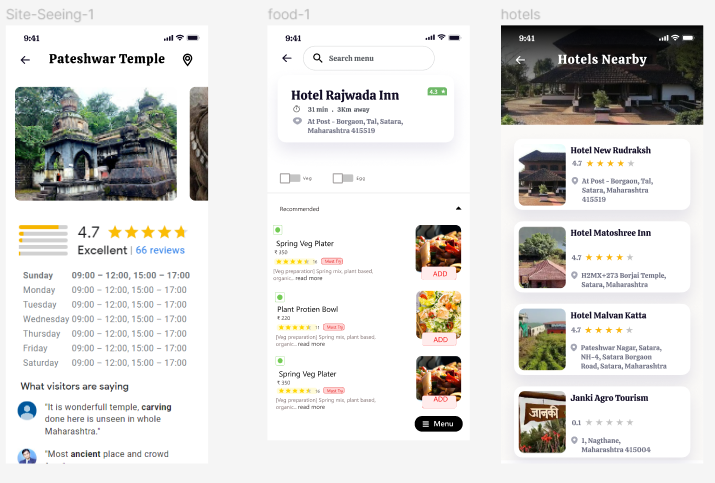 Site-Seeing-1
9:41
Pateshwar Temple
4.7
Excellent | 66 reviews
Sunday 09:00 – 12:00, 15:00 – 17:00
Monday 09:00 – 12:00, 15:00 – 17:00
Tuesday 09:00 – 12:00, 15:00 – 17:00
Wednesday 09:00 – 12:00, 15:00 – 17:00
Thursday 09:00 – 12:00, 15:00 – 17:00
Friday 09:00 – 12:00, 15:00 – 17:00
Saturday 09:00 – 12:00, 15:00 – 17:00
What visitors are saying
"It is wonderfull temple, carving
done here is unseen in whole
Maharashtra."
"Most ancient place and crowd
food-1
9:41
Search menu
Hotel Rajwada Inn
4.3 ★
31 min . 3Km away
At Post - Borgaon, Tal, Satara,
Maharashtra 415519
Veg
Egg
Recommended
Spring Veg Plater
₹ 350
16 Must Try
[Veg preparation] Spring mix, plant based,
organic... read more
ADD
Plant Protien Bowl
₹ 220
11 Must Try
[Veg preparation] Spring mix, plant based,
organic... read more
ADD
Spring Veg Plater
₹ 350
16 Must Try
[Veg preparation] Spring mix, plant based,
organic... read more
ADD
Menu
hotels
9:41
Hotels Nearby
Hotel New Rudraksh
4.7
At Post - Borgaon, Tal,
Satara, Maharashtra
415519
Hotel Matoshree Inn
4.7
H2MX+273 Borjai Temple,
Satara, Maharashtra
Hotel Malvan Katta
4.7
Pateshwar Nagar, Satara,
NH-4, Satara Borgaon
Road, Satara, Maharashtra
Janki Agro Tourism
जानकी
0.1
1, Nagthane,
Maharashtra 415004